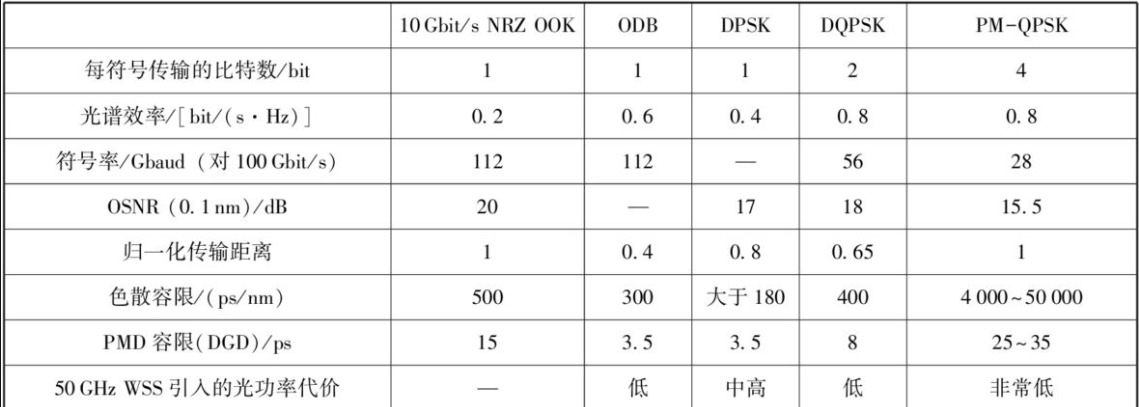 10 Gbit/s NRZ OOK ODB DPSK DQPSK PM-QPSK
每符号传输的比特数/bit 1 1 1 2 4
光谱效率/[bit/(s·Hz)] 0.2 0.6 0.4 0.8 0.8
符号率/Gbaud (对 100 Gbit/s) 112 112 — 56 28
OSNR (0.1 nm)/dB 20 — 17 18 15.5
归一化传输距离 1 0.4 0.8 0.65 1
色散容限/(ps/nm) 500 300 大于 180 400 4 000~50 000
PMD 容限(DGD)/ps 15 3.5 3.5 8 25~35
50 GHz WSS 引入的光功率代价 — 低 中高 低 非常低